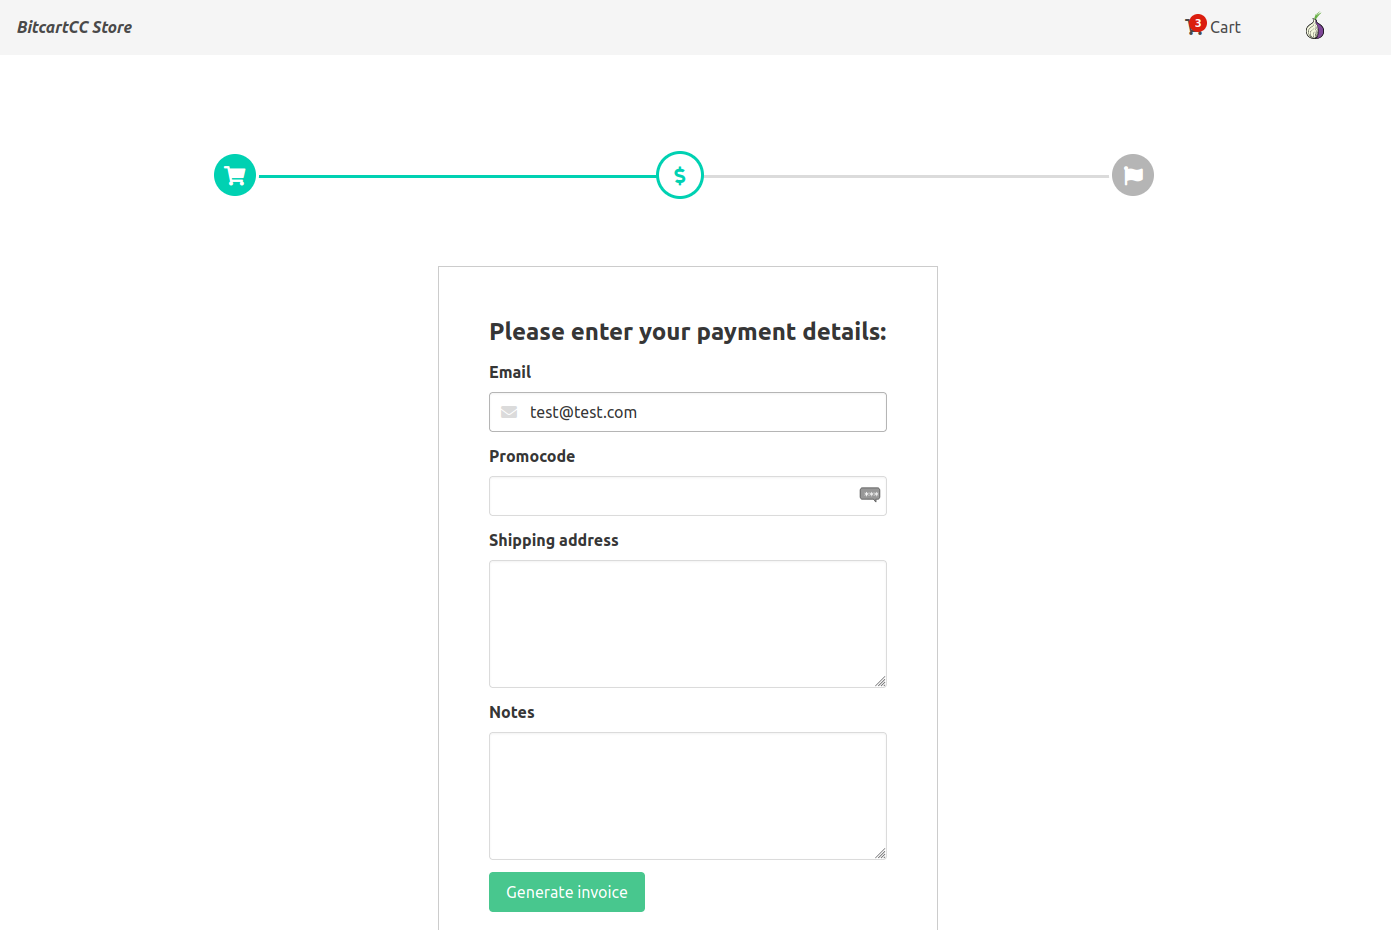 BitcartCC Store
3 Cart
$
Please enter your payment details:
Email
test@test.com
Promocode
Shipping address
Notes
Generate invoice